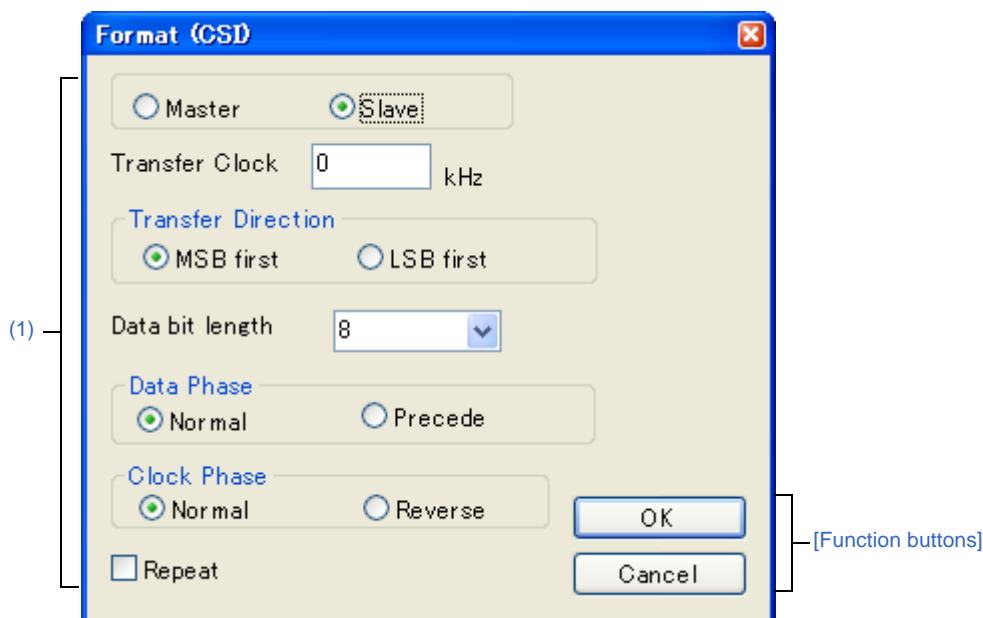 Format (CSI)
Master Slave
Transfer Clock 0 kHz
Transfer Direction
MSB first LSB first
(1)
Data bit length 8
Data Phase
Normal Precede
Clock Phase
Normal Reverse
OK
[Function buttons]
Repeat
Cancel